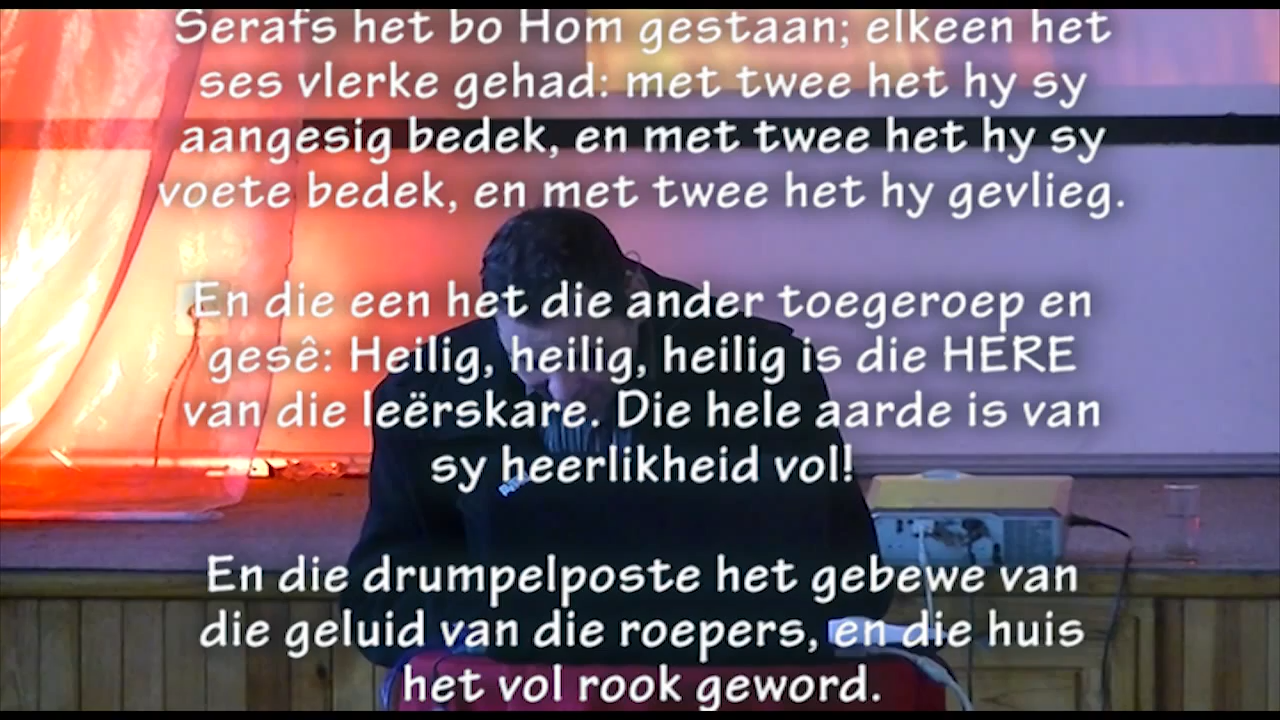 Serafs het bo Hom gestaan; elkeen het
ses vlerke gehad: met twee het hy sy
aangesig bedek, en met twee het hy sy
voete bedek, en met twee het hy gevlieg.
En die een het die ander toegeroep en
gesê: Heilig, heilig, heilig is die HERE
van die leërskare. Die hele aarde is van
sy heerlikheid vol!
En die drumpelposte het gebewe van
die geluid van die roepers, en die huis
het vol rook geword.